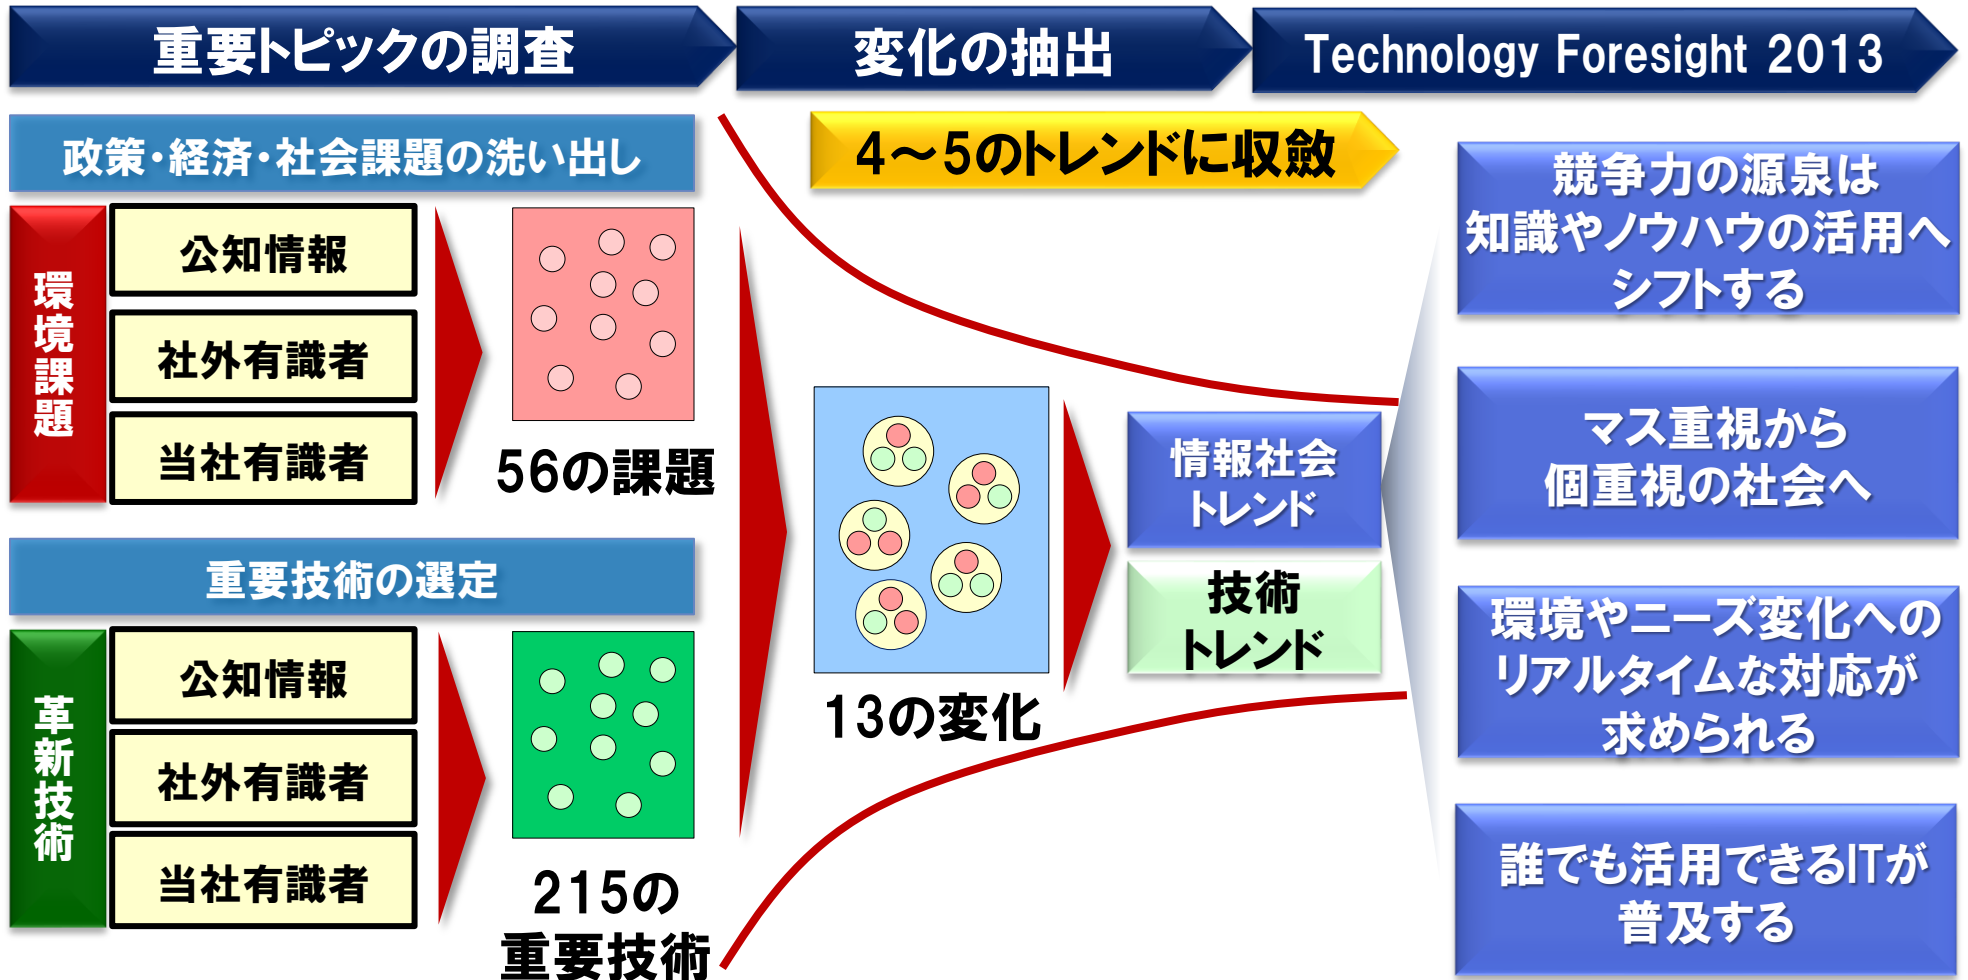 重要トピックの調査
変化の抽出
Technology Foresight 2013
政策・経済・社会課題の洗い出し
環境課題
公知情報
社外有識者
当社有識者
56の課題
重要技術の選定
革新技術
公知情報
社外有識者
当社有識者
215の
重要技術
4～5のトレンドに収斂
13の変化
情報社会
トレンド
技術
トレンド
競争力の源泉は
知識やノウハウの活用へ
シフトする
マス重視から
個重視の社会へ
環境やニーズ変化への
リアルタイムな対応が
求められる
誰でも活用できるITが
普及する